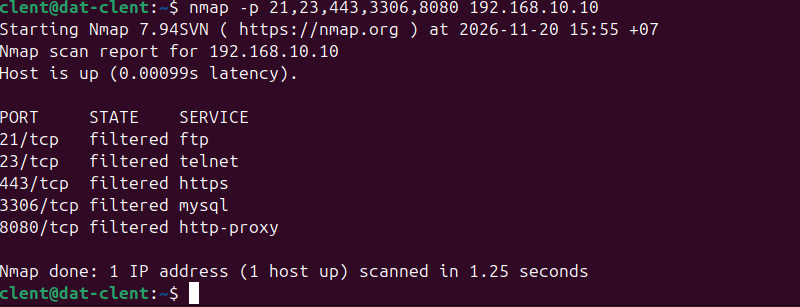 clent@dat-clent:~$ nmap -p 21,23,443,3306,8080 192.168.10.10
Starting Nmap 7.94SVN ( https://nmap.org ) at 2026-11-20 15:55 +07
Nmap scan report for 192.168.10.10
Host is up (0.00099s latency).

PORT     STATE    SERVICE
21/tcp   filtered ftp
23/tcp   filtered telnet
443/tcp  filtered https
3306/tcp filtered mysql
8080/tcp filtered http-proxy

Nmap done: 1 IP address (1 host up) scanned in 1.25 seconds
clent@dat-clent:~$